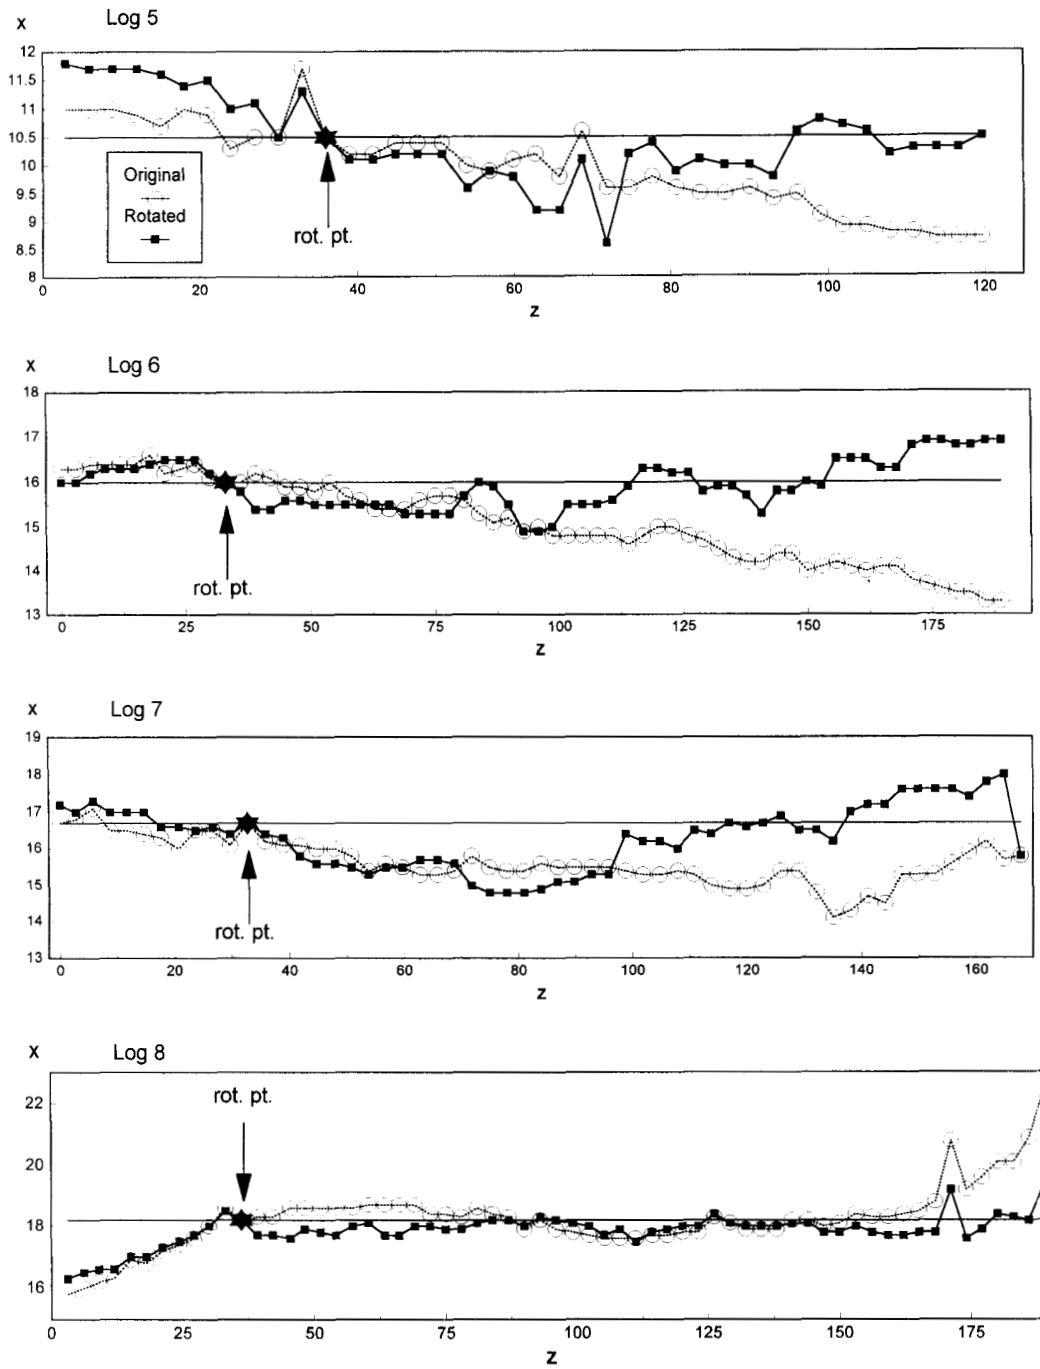 x
Log 5
12
11.5
11
10.5
10
9.5
9
8.5
8
Original
Rotated
rot. pt.
0 20 40 60 80 100 120
z
x
Log 6
18
17
16
15
14
13
rot. pt.
0 25 50 75 100 125 150 175
z
x
Log 7
19
18
17
16
15
14
13
rot. pt.
0 20 40 60 80 100 120 140 160
z
x
Log 8
rot. pt.
22
20
18
16
0 25 50 75 100 125 150 175
z